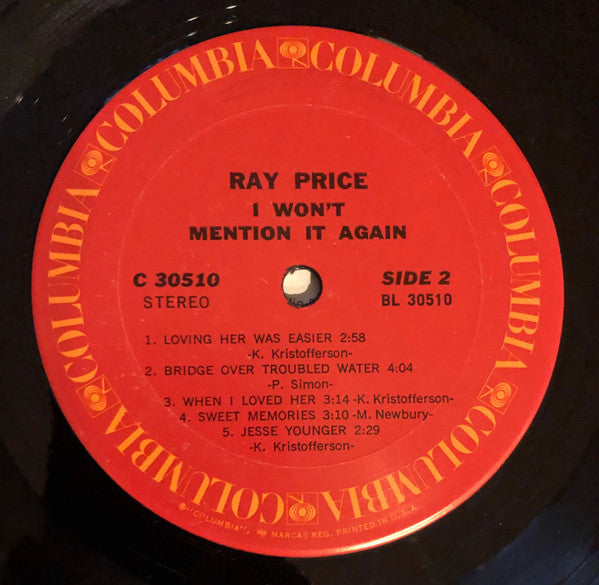 COLUMBIA COLUMBIA COLUMBIA COLUMBIA COLUMBIA COLUMBIA COLUMBIA COLUMBIA
RAY PRICE
I WON'T
MENTION IT AGAIN
C 30510
STEREO
SIDE 2
BL 30510
1. LOVING HER WAS EASIER 2:58
-K. Kristofferson-
2. BRIDGE OVER TROUBLED WATER 4:04
-P. Simon-
3. WHEN I LOVED HER 3:14 -K. Kristofferson-
4. SWEET MEMORIES 3:10 -M. Newbury-
5. JESSE YOUNGER 2:29
-K. Kristofferson-
"COLUMBIA", MARCAS REG. PRINTED IN U.S.A.